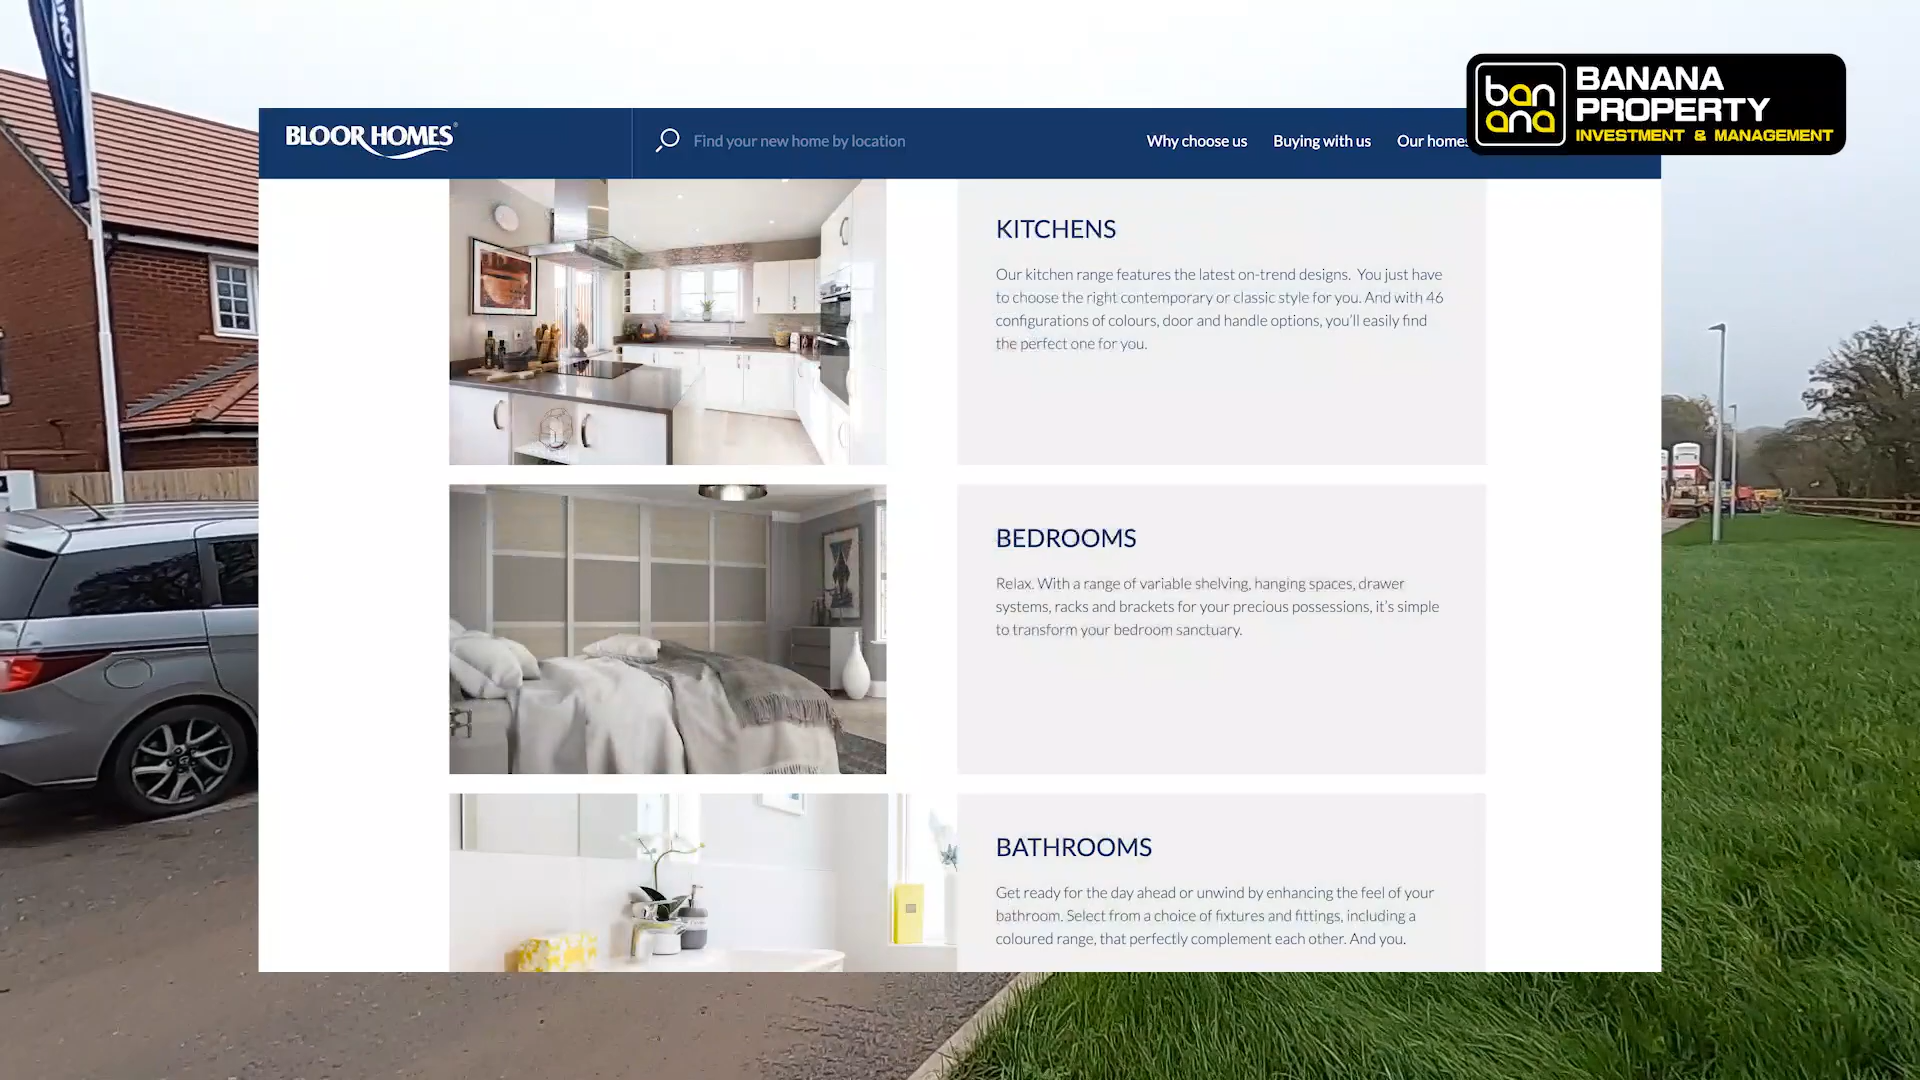 BLOOR HOMES
Find your new home by location
Why choose us
Buying with us
Our homes
ban
ana
BANANA
PROPERTY
INVESTMENT & MANAGEMENT
KITCHENS
Our kitchen range features the latest on-trend designs. You just have
to choose the right contemporary or classic style for you. And with 46
configurations of colours, door and handle options, you'll easily find
the perfect one for you.
BEDROOMS
Relax. With a range of variable shelving, hanging spaces, drawer
systems, racks and brackets for your precious possessions, it's simple
to transform your bedroom sanctuary.
BATHROOMS
Get ready for the day ahead or unwind by enhancing the feel of your
bathroom. Select from a choice of fixtures and fittings, including a
coloured range, that perfectly complement each other. And you.